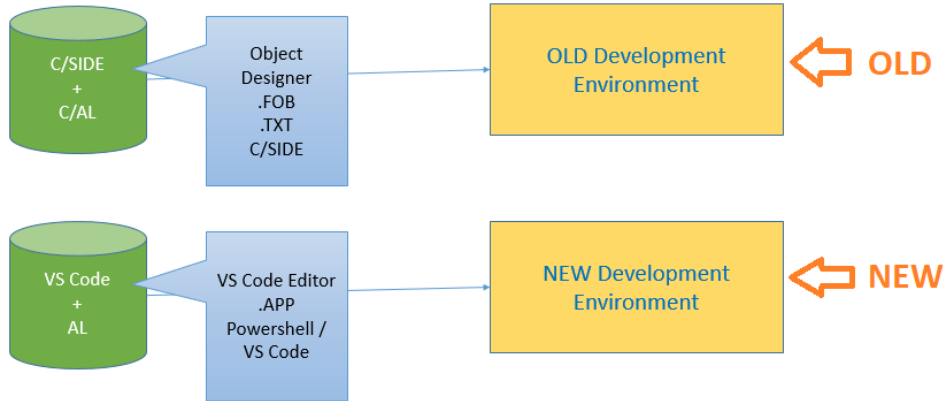 C/SIDE
+
C/AL
Object
Designer
.FOB
.TXT
C/SIDE
OLD Development
Environment
OLD
VS Code
+
AL
VS Code Editor
.APP
Powershell /
VS Code
NEW Development
Environment
NEW